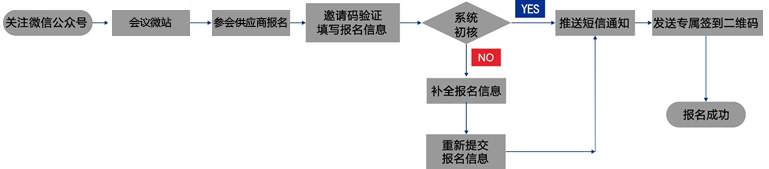 关注微信公众号
会议微站
参会供应商报名
邀请码验证
填写报名信息
系统
初核
YES
推送短信通知
发送专属签到二维码
NO
补全报名信息
报名成功
重新提交
报名信息